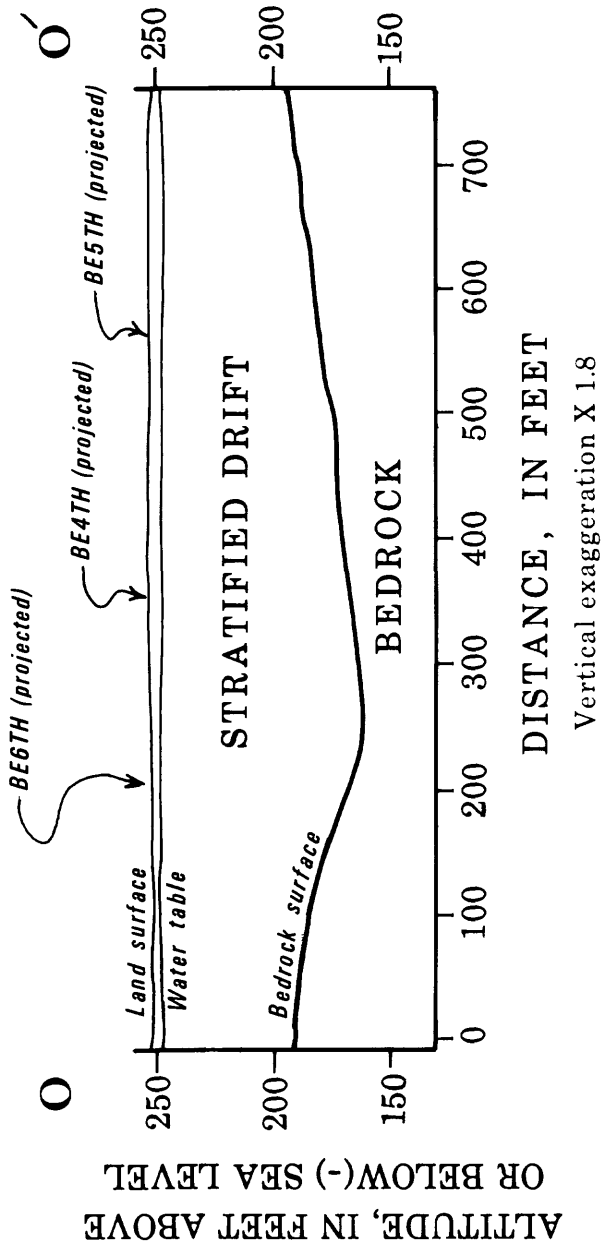 O
O′
BE6TH (projected)
BE4TH (projected)
BE5TH (projected)
ALTITUDE, IN FEET ABOVE
OR BELOW(-) SEA LEVEL
250
200
150
250
200
150
Land surface
Water table
STRATIFIED DRIFT
Bedrock surface
BEDROCK
0
100
200
300
400
500
600
700
DISTANCE, IN FEET
Vertical exaggeration X 1.8